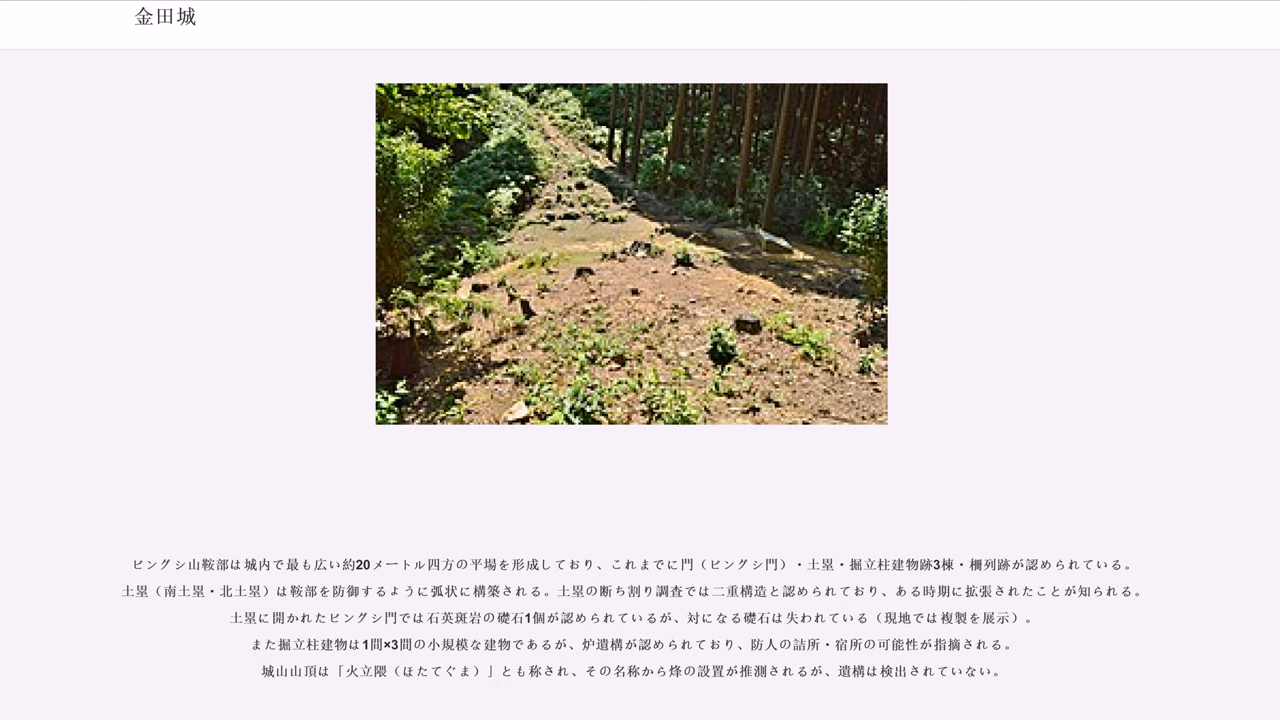 金田城
ビングシ山鞍部は城内で最も広い約20メートル四方の平場を形成しており、これまでに門（ビングシ門）・土塁・掘立柱建物跡3棟・柵列跡が認められている。
土塁（南土塁・北土塁）は鞍部を防御するように弧状に構築される。土塁の断ち割り調査では二重構造と認められており、ある時期に拡張されたことが知られる。
土塁に開かれたビングシ門では石英斑岩の礎石1個が認められているが、対になる礎石は失われている（現地では複製を展示）。
また掘立柱建物は1間×3間の小規模な建物であるが、炉遺構が認められており、防人の詰所・宿所の可能性が指摘される。
城山山頂は「火立隈（ほたてぐま）」とも称され、その名称から烽の設置が推測されるが、遺構は検出されていない。